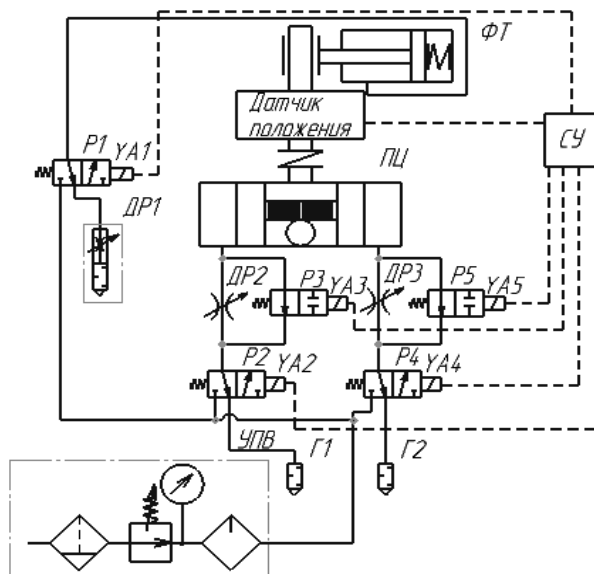 ФТ
Датчик
положения
СУ
ПЦ
Р1
YA1
ДР1
ДР2
Р3
YA3
ДР3
Р5
YA5
Р2
YA2
Р4
YA4
УПВ
Г1
Г2